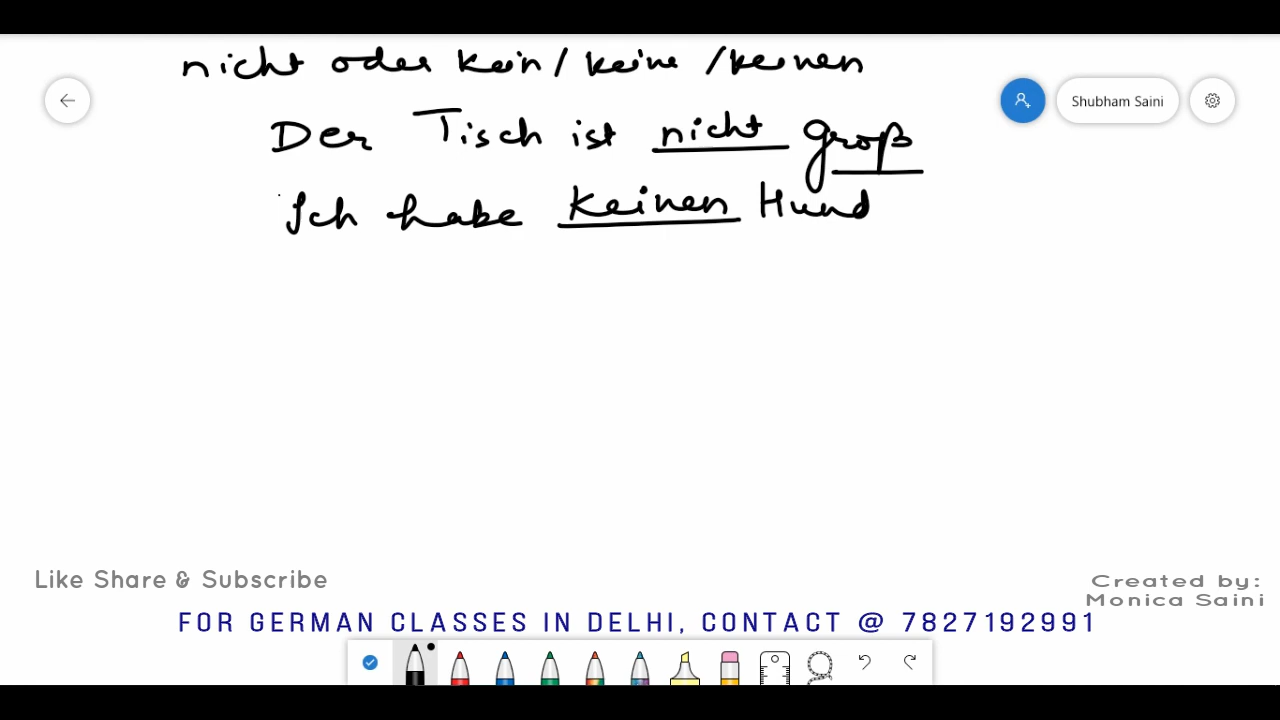 nicht oder kein/keine/keinen
Shubham Saini
Der Tisch ist nicht groß
Ich habe keinen Hund
Like Share & Subscribe
Created by:
Monica Saini
FOR GERMAN CLASSES IN DELHI, CONTACT @ 7827192991